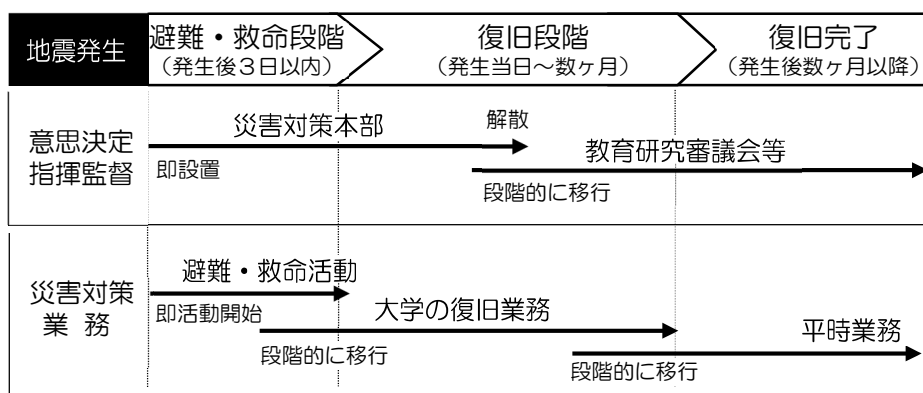 地震発生
避難・救命段階
（発生後３日以内）
復旧段階
（発生当日～数ヶ月）
復旧完了
（発生後数ヶ月以降）
意思決定
指揮監督
災害対策本部
解散
即設置
教育研究審議会等
段階的に移行
災害対策
業 務
避難・救命活動
即活動開始
大学の復旧業務
段階的に移行
平時業務
段階的に移行